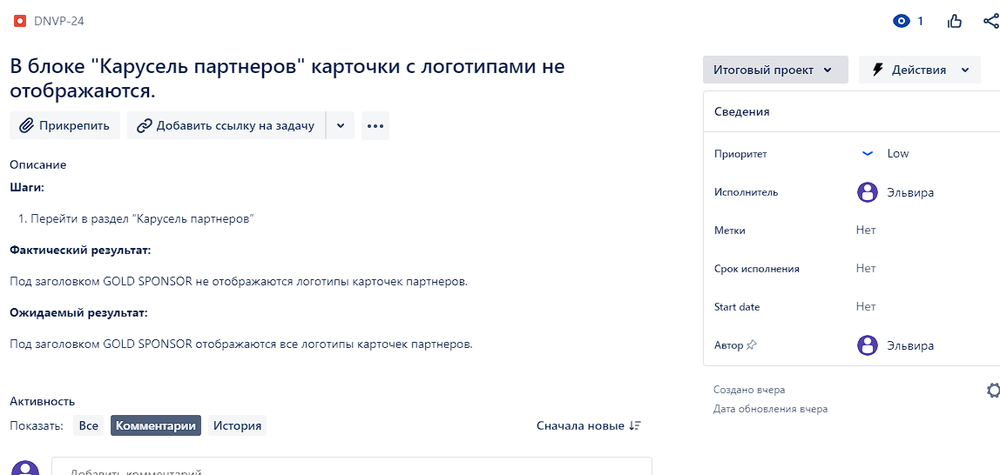 DNVP-24
1
В блоке "Карусель партнеров" карточки с логотипами не
отображаются.
Итоговый проект
Действия
Прикрепить
Добавить ссылку на задачу
Сведения
Описание
Приоритет
Low
Шаги:
Исполнитель
Эльвира
1. Перейти в раздел “Карусель партнеров”
Метки
Нет
Фактический результат:
Срок исполнения
Нет
Под заголовком GOLD SPONSOR не отображаются логотипы карточек партнеров.
Start date
Нет
Ожидаемый результат:
Под заголовком GOLD SPONSOR отображаются все логотипы карточек партнеров.
Автор
Эльвира
Создано вчера
Дата обновления вчера
Активность
Показать:
Все
Комментарии
История
Сначала новые
Добавить комментарий